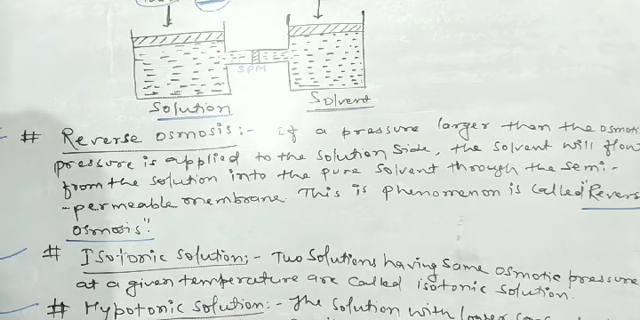 SPM
Solution Solvent
# Reverse osmosis:- if a pressure larger than the osmotic
pressure is applied to the solution side, the solvent will flow
from the solution into the pure solvent through the semi-
-permeable membrane. This is phenomenon is called "Revers
osmosis".
# Isotonic solution:- Two solutions having same osmotic pressure
at a given temperature are called isotonic solution.
# Hypotonic solution:- The solution with lower